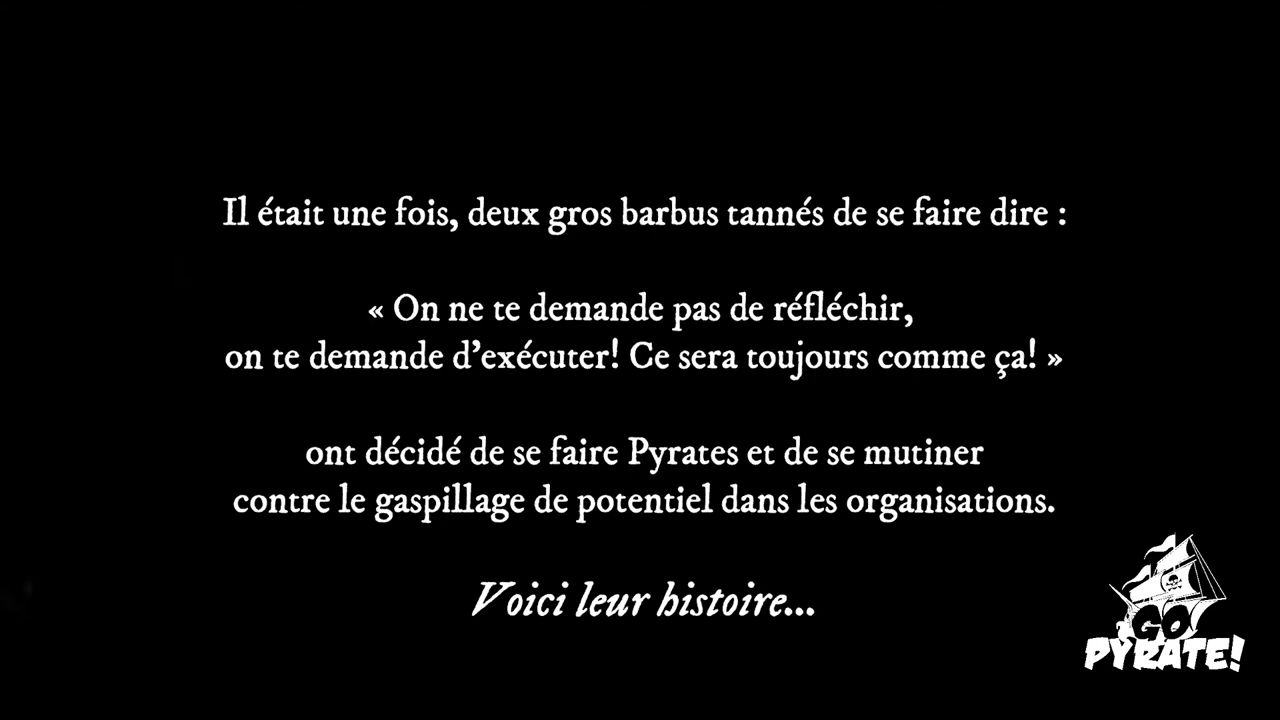 Il était une fois, deux gros barbus tannés de se faire dire :
« On ne te demande pas de réfléchir,
on te demande d'exécuter! Ce sera toujours comme ça! »
ont décidé de se faire Pyrates et de se mutiner
contre le gaspillage de potentiel dans les organisations.
Voici leur histoire...
GO
PYRATE!